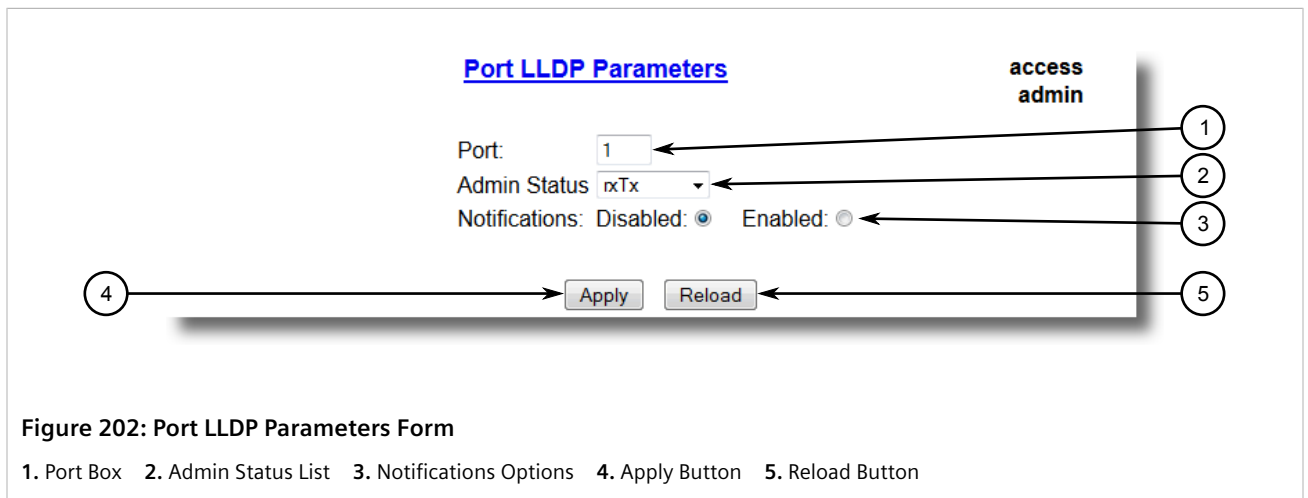 Port LLDP Parameters
access
admin
Port: 1
1
Admin Status rxTx
2
Notifications: Disabled: Enabled:
3
4
Apply Reload
5
Figure 202: Port LLDP Parameters Form
1. Port Box 2. Admin Status List 3. Notifications Options 4. Apply Button 5. Reload Button